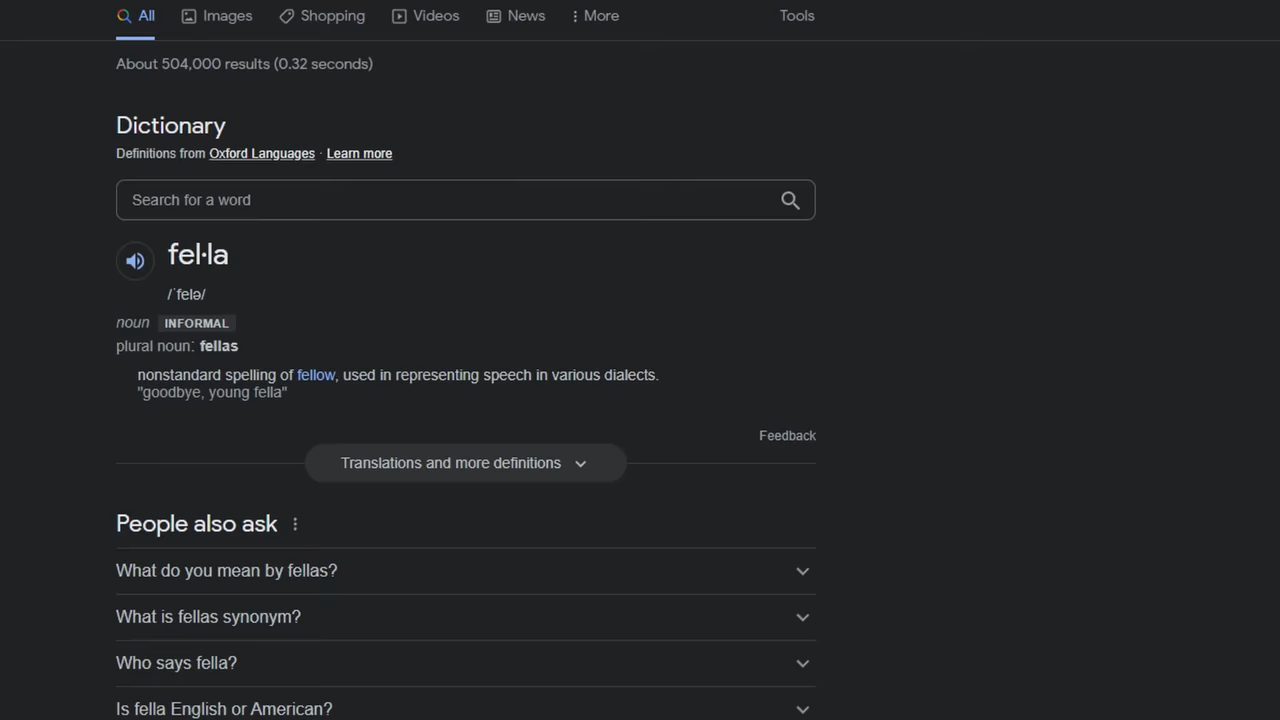 All Images Shopping Videos News More Tools
About 504,000 results (0.32 seconds)
Dictionary
Definitions from Oxford Languages · Learn more
Search for a word
fel·la
/ˈfelə/
noun INFORMAL
plural noun: fellas
nonstandard spelling of fellow, used in representing speech in various dialects.
"goodbye, young fella"
Feedback
Translations and more definitions
People also ask
What do you mean by fellas?
What is fellas synonym?
Who says fella?
Is fella English or American?